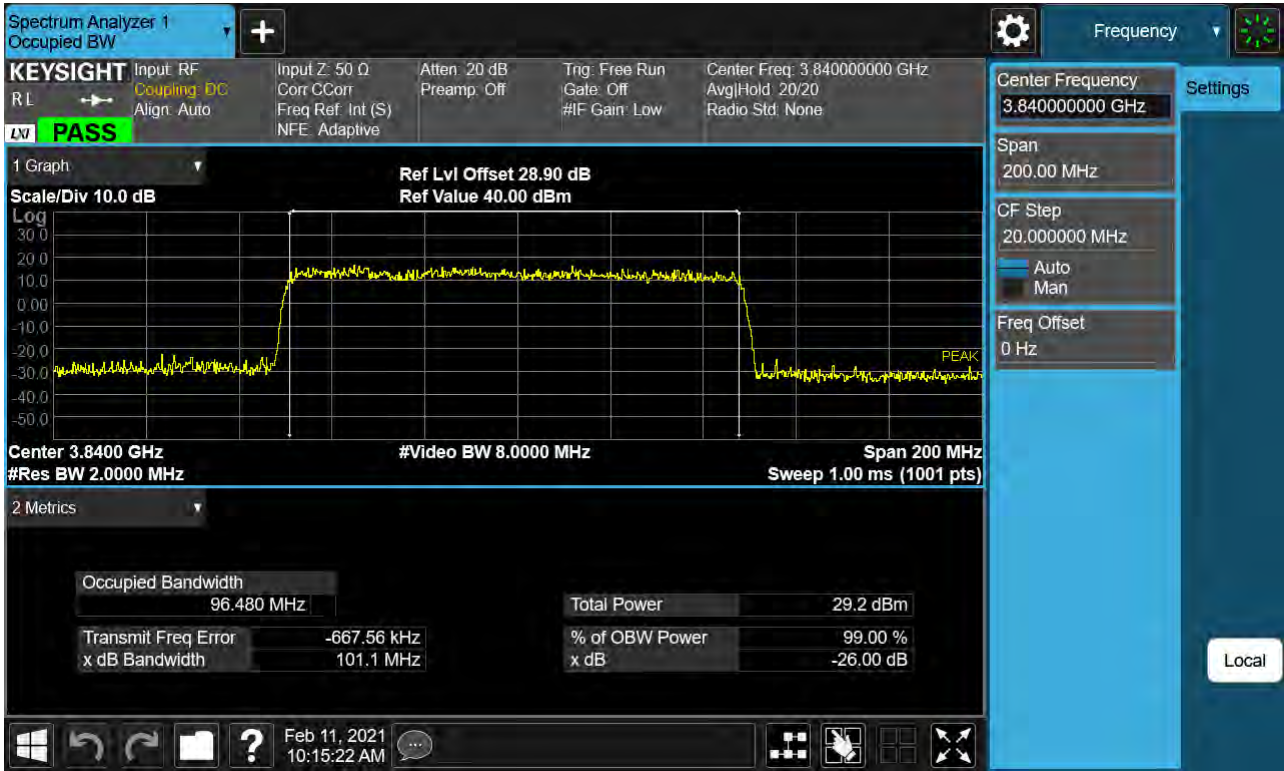 Spectrum Analyzer 1
Occupied BW
Frequency
KEYSIGHT
R L
LXI
PASS
Input: RF
Coupling: DC
Align: Auto
Input Z: 50 Ω
Corr CCorr
Freq Ref: Int (S)
NFE: Adaptive
Atten: 20 dB
Preamp: Off
Trig: Free Run
Gate: Off
#IF Gain: Low
Center Freq: 3.840000000 GHz
Avg|Hold: 20/20
Radio Std: None
Center Frequency
3.840000000 GHz
Settings
Span
200.00 MHz
CF Step
20.000000 MHz
Auto
Man
Freq Offset
0 Hz
Local
1 Graph
Scale/Div 10.0 dB
Ref Lvl Offset 28.90 dB
Ref Value 40.00 dBm
Log
30.0
20.0
10.0
0.00
-10.0
-20.0
-30.0
-40.0
-50.0
PEAK
Center 3.8400 GHz
#Video BW 8.0000 MHz
Span 200 MHz
#Res BW 2.0000 MHz
Sweep 1.00 ms (1001 pts)
2 Metrics
Occupied Bandwidth
96.480 MHz
Total Power 29.2 dBm
Transmit Freq Error -667.56 kHz
% of OBW Power 99.00 %
x dB Bandwidth 101.1 MHz
x dB -26.00 dB
Feb 11, 2021
10:15:22 AM